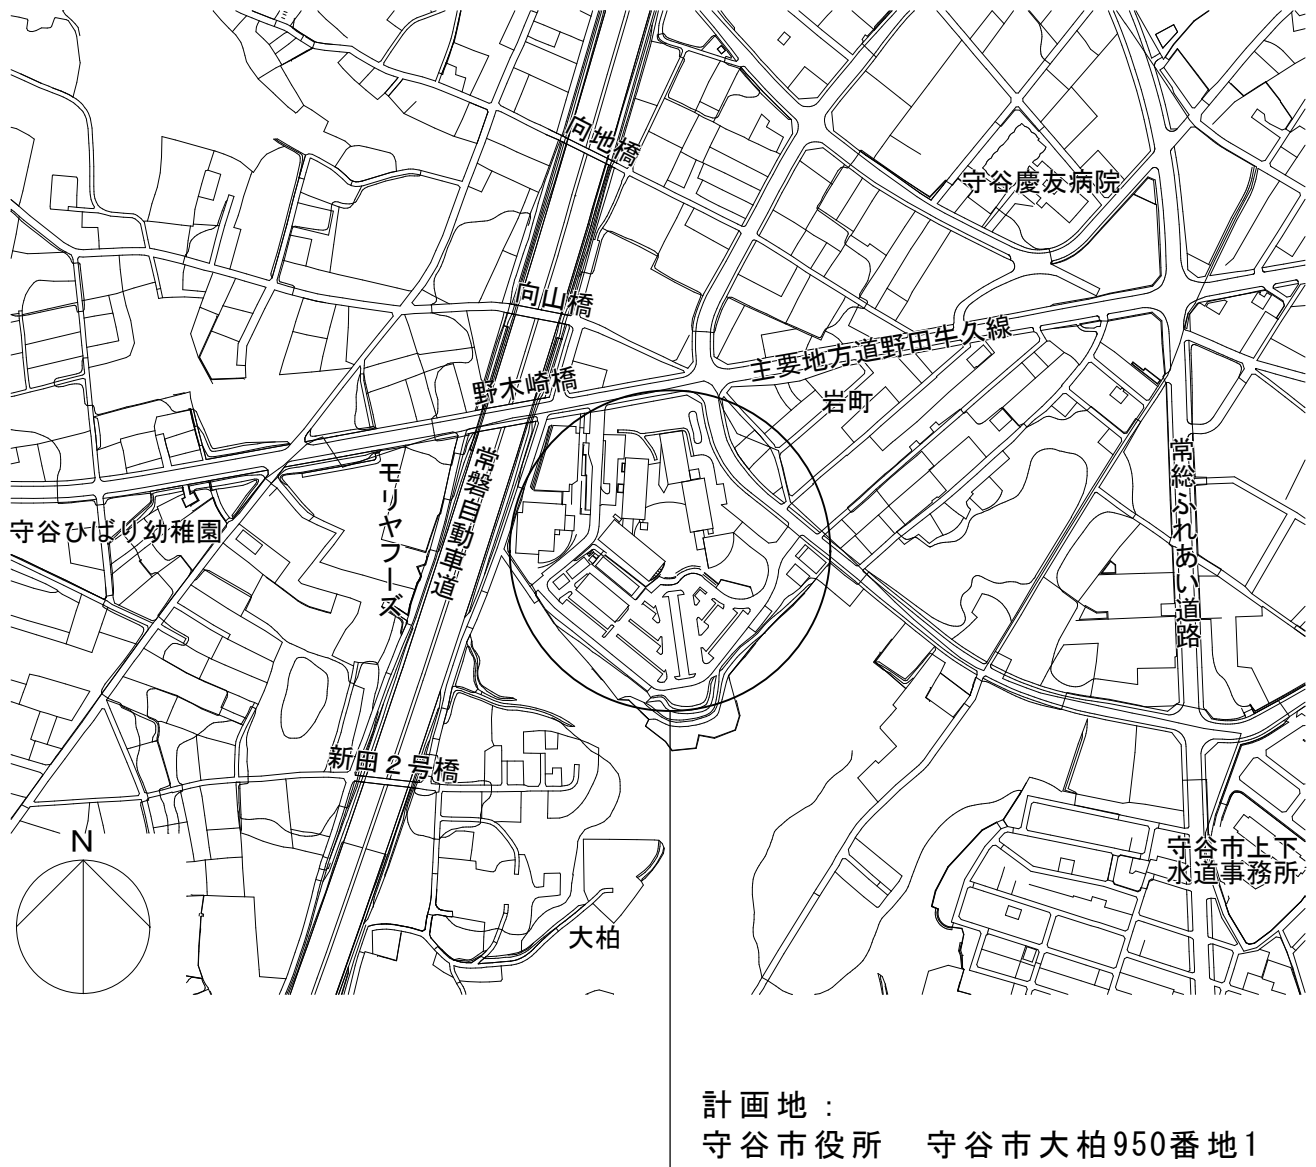 向地橋
守谷慶友病院
向山橋
主要地方道野田牛久線
野木崎橋
岩町
モリヤフーズ
常磐自動車道
常総ふれあい道路
守谷ひばり幼稚園
新田２号橋
N
守谷市上下
水道事務所
大柏
計画地：
守谷市役所　守谷市大柏950番地1